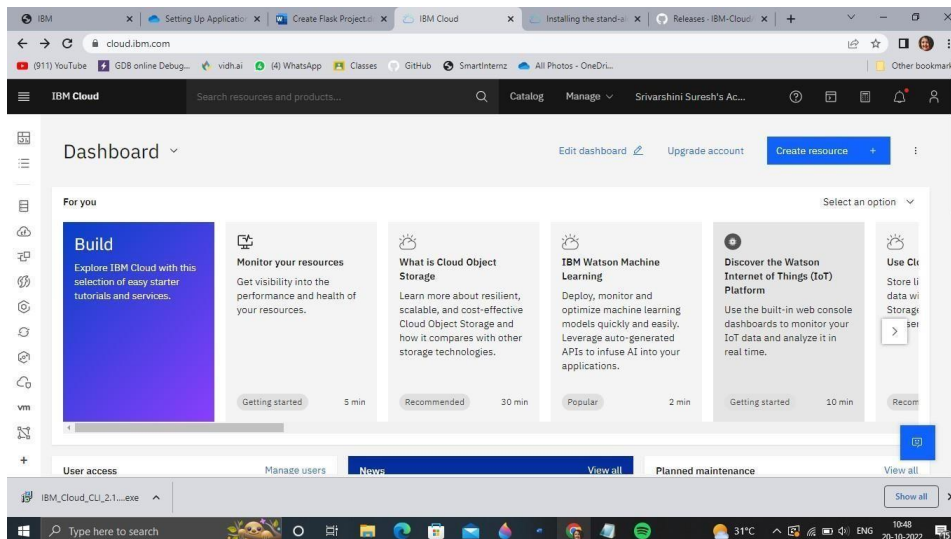 IBM
Setting Up Application
Create Flask Project.d
IBM Cloud
Installing the stand-a
Releases · IBM-Cloud
cloud.ibm.com
(911) YouTube
GDB online Debug...
vidh.ai
(4) WhatsApp
Classes
GitHub
SmartInternz
All Photos - OneDri...
Other bookmark
IBM Cloud
Search resources and products...
Catalog
Manage
Srivarshini Suresh's Ac...
Dashboard
Edit dashboard
Upgrade account
Create resource +
For you
Select an option
Build
Explore IBM Cloud with this
selection of easy starter
tutorials and services.
Monitor your resources
Get visibility into the
performance and health of
your resources.
Getting started
5 min
What is Cloud Object
Storage
Learn more about resilient,
scalable, and cost-effective
Cloud Object Storage and
how it compares with other
storage technologies.
Recommended
30 min
IBM Watson Machine
Learning
Deploy, monitor and
optimize machine learning
models quickly and easily.
Leverage auto-generated
APIs to infuse AI into your
applications.
Popular
2 min
Discover the Watson
Internet of Things (IoT)
Platform
Use the built-in web console
dashboards to monitor your
IoT data and analyze it in
real time.
Getting started
10 min
Use Clo
Store li
data wi
Storage
ser
Recom
vm
User access
Manage users
News
View all
Planned maintenance
View all
IBM_Cloud_CLI_2.1....exe
Show all
Type here to search
31°C
ENG
10:48
20-10-2022